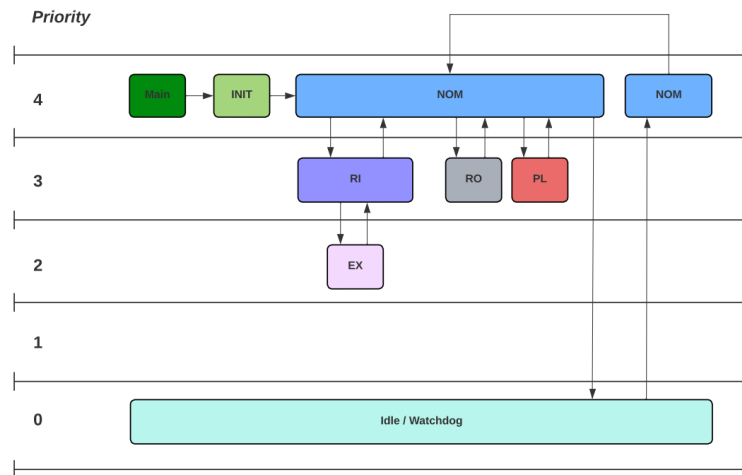 Priority
4
Main
INIT
NOM
NOM
3
RI
RO
PL
2
EX
1
0
Idle / Watchdog